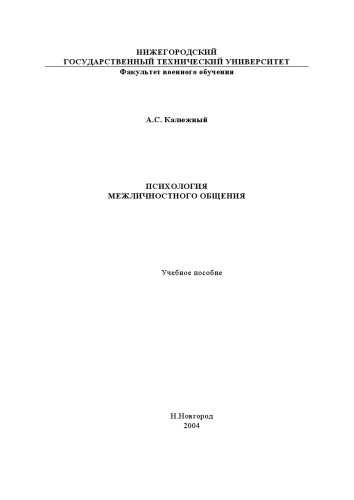 НИЖЕГОРОДСКИЙ
ГОСУДАРСТВЕННЫЙ ТЕХНИЧЕСКИЙ УНИВЕРСИТЕТ
Факультет военного обучения
А.С. Калюжный
ПСИХОЛОГИЯ
МЕЖЛИЧНОСТНОГО ОБЩЕНИЯ
Учебное пособие
Н.Новгород
2004